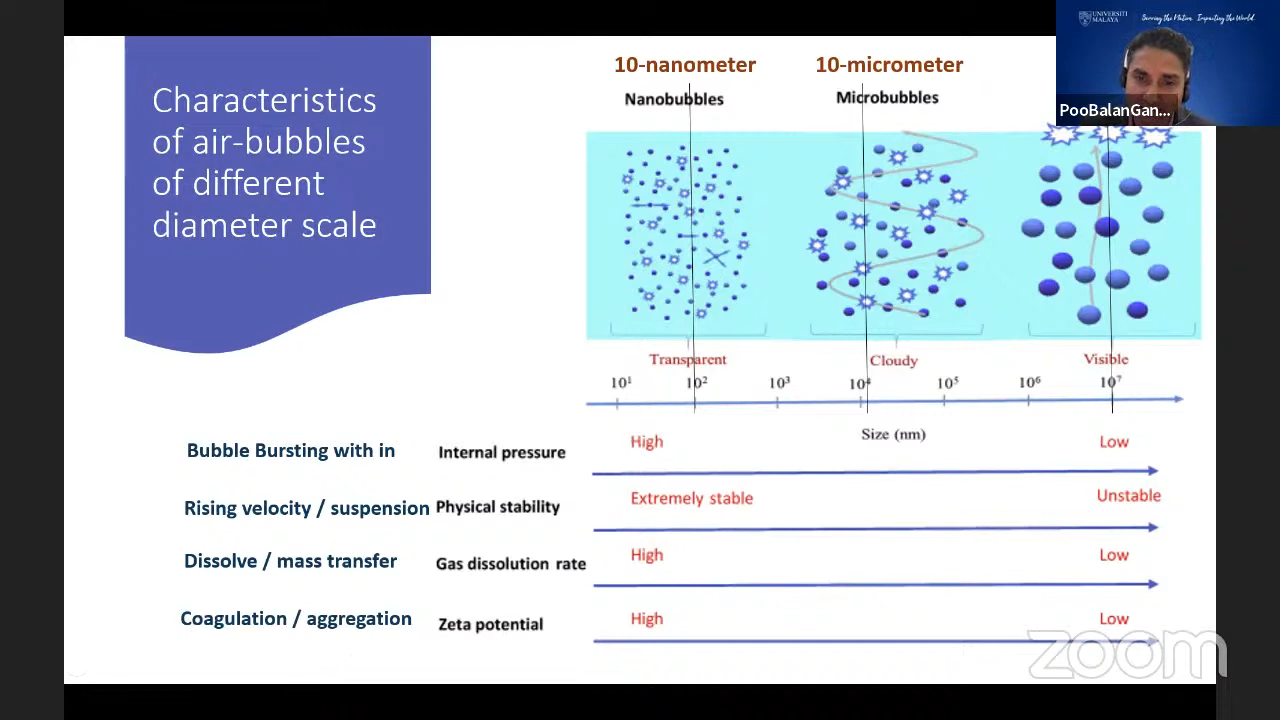 Characteristics
of air-bubbles
of different
diameter scale
10-nanometer
10-micrometer
Nanobubbles
Microbubbles
UNIVERSITI
MALAYA
Serving the Nation. Impacting the World.
PooBalanGan...
Transparent
Cloudy
Visible
10¹ 10² 10³ 10⁴ 10⁵ 10⁶ 10⁷
Size (nm)
Bubble Bursting with in
Internal pressure
High
Low
Rising velocity / suspension
Physical stability
Extremely stable
Unstable
Dissolve / mass transfer
Gas dissolution rate
High
Low
Coagulation / aggregation
Zeta potential
High
Low
zoom